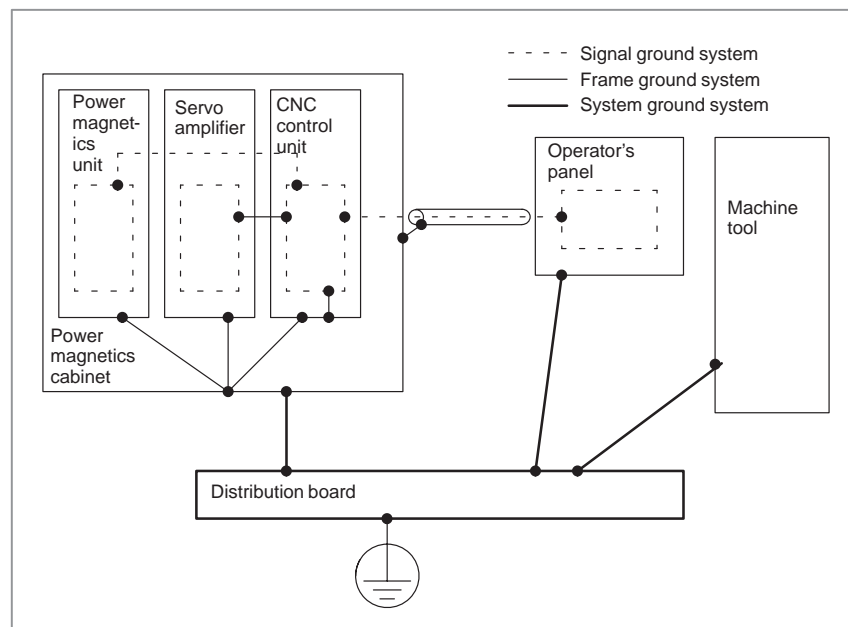 Signal ground system
Frame ground system
System ground system
Power
magnet-
ics
unit
Servo
amplifier
CNC
control
unit
Operator's
panel
Machine
tool
Power
magnetics
cabinet
Distribution board